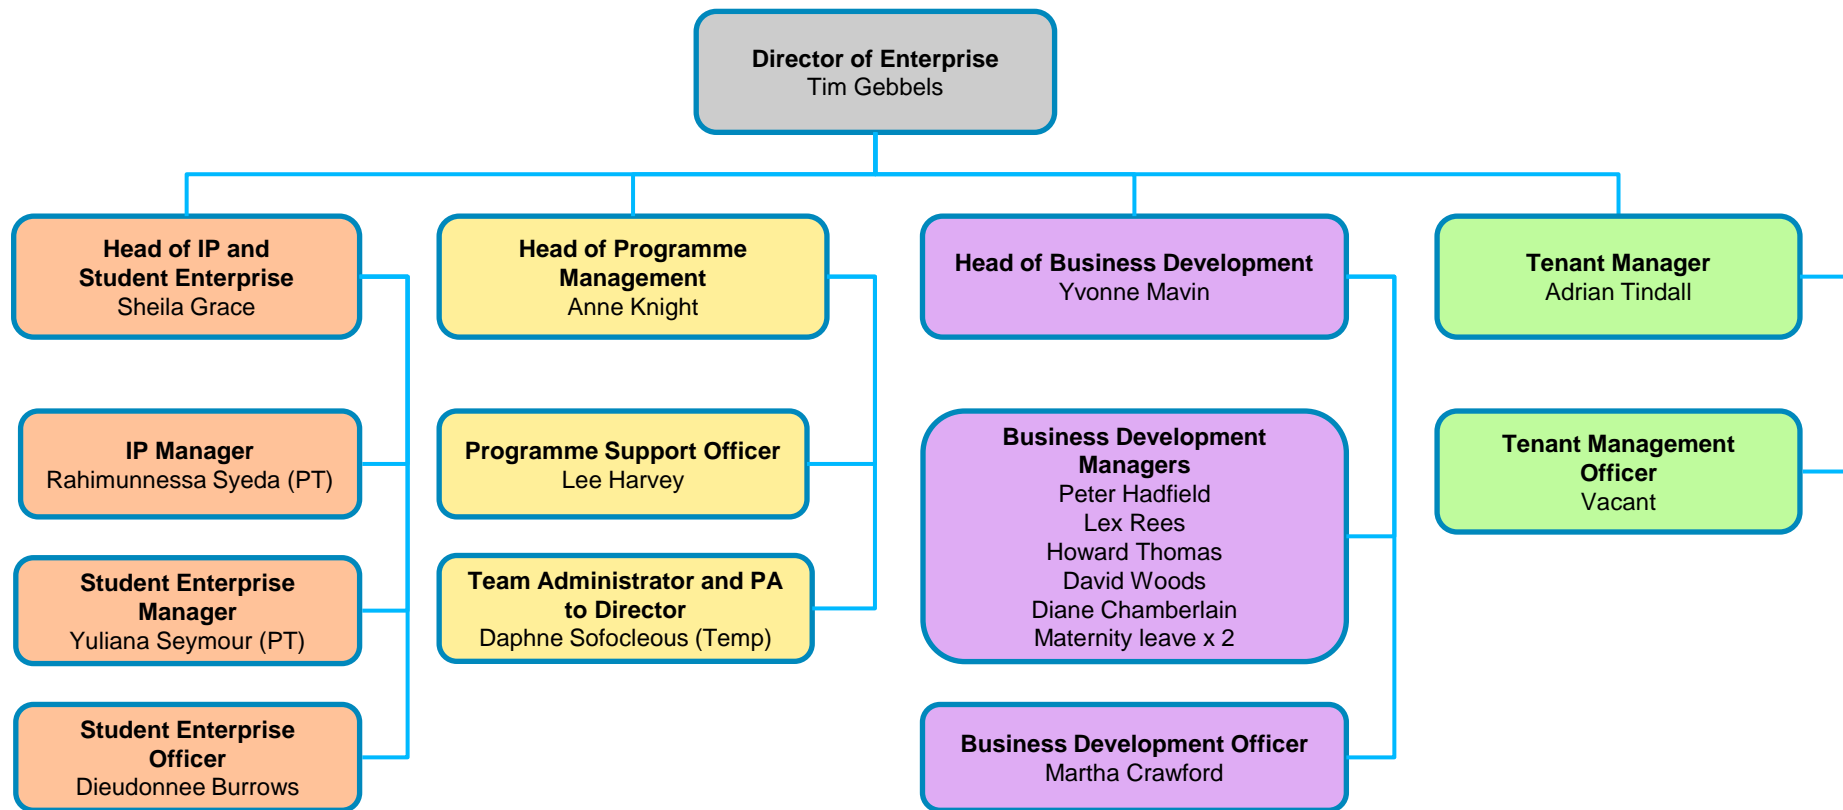 Director of Enterprise
Tim Gebbels
Head of IP and
Student Enterprise
Sheila Grace
IP Manager
Rahimunnessa Syeda (PT)
Student Enterprise
Manager
Yuliana Seymour (PT)
Student Enterprise
Officer
Dieudonnee Burrows
Head of Programme
Management
Anne Knight
Programme Support Officer
Lee Harvey
Team Administrator and PA
to Director
Daphne Sofocleous (Temp)
Head of Business Development
Yvonne Mavin
Business Development
Managers
Peter Hadfield
Lex Rees
Howard Thomas
David Woods
Diane Chamberlain
Maternity leave x 2
Business Development Officer
Martha Crawford
Tenant Manager
Adrian Tindall
Tenant Management
Officer
Vacant